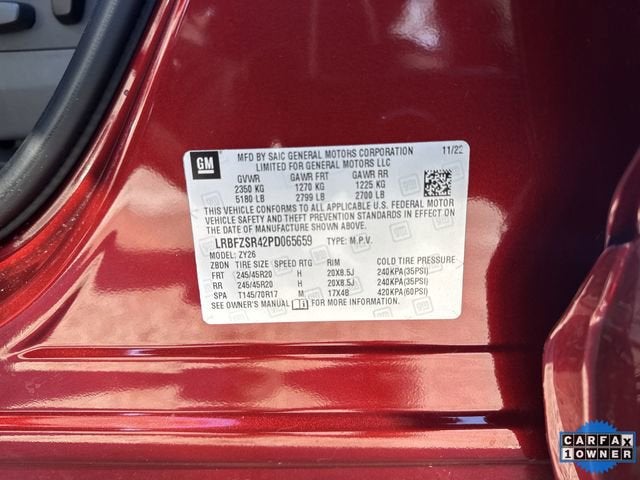 GM
MFD BY SAIC GENERAL MOTORS CORPORATION 11/22
LIMITED FOR GENERAL MOTORS LLC
GVWR GAWR FRT GAWR RR
2350 KG 1270 KG 1225 KG
5180 LB 2799 LB 2700 LB
THIS VEHICLE CONFORMS TO ALL APPLICABLE U.S. FEDERAL MOTOR
VEHICLE SAFETY AND THEFT PREVENTION STANDARDS IN EFFECT ON
THE DATE OF MANUFACTURE SHOWN ABOVE.
LRBFZSR42PD065659 TYPE: M.P.V.
MODEL: ZY26
ZBDN TIRE SIZE SPEED RTG RIM COLD TIRE PRESSURE
FRT 245/45R20 H 20X8.5J 240KPA(35PSI)
RR 245/45R20 H 20X8.5J 240KPA(35PSI)
SPA T145/70R17 M 17X4B 420KPA(60PSI)
SEE OWNER'S MANUAL FOR MORE INFORMATION.
CARFAX
1 OWNER